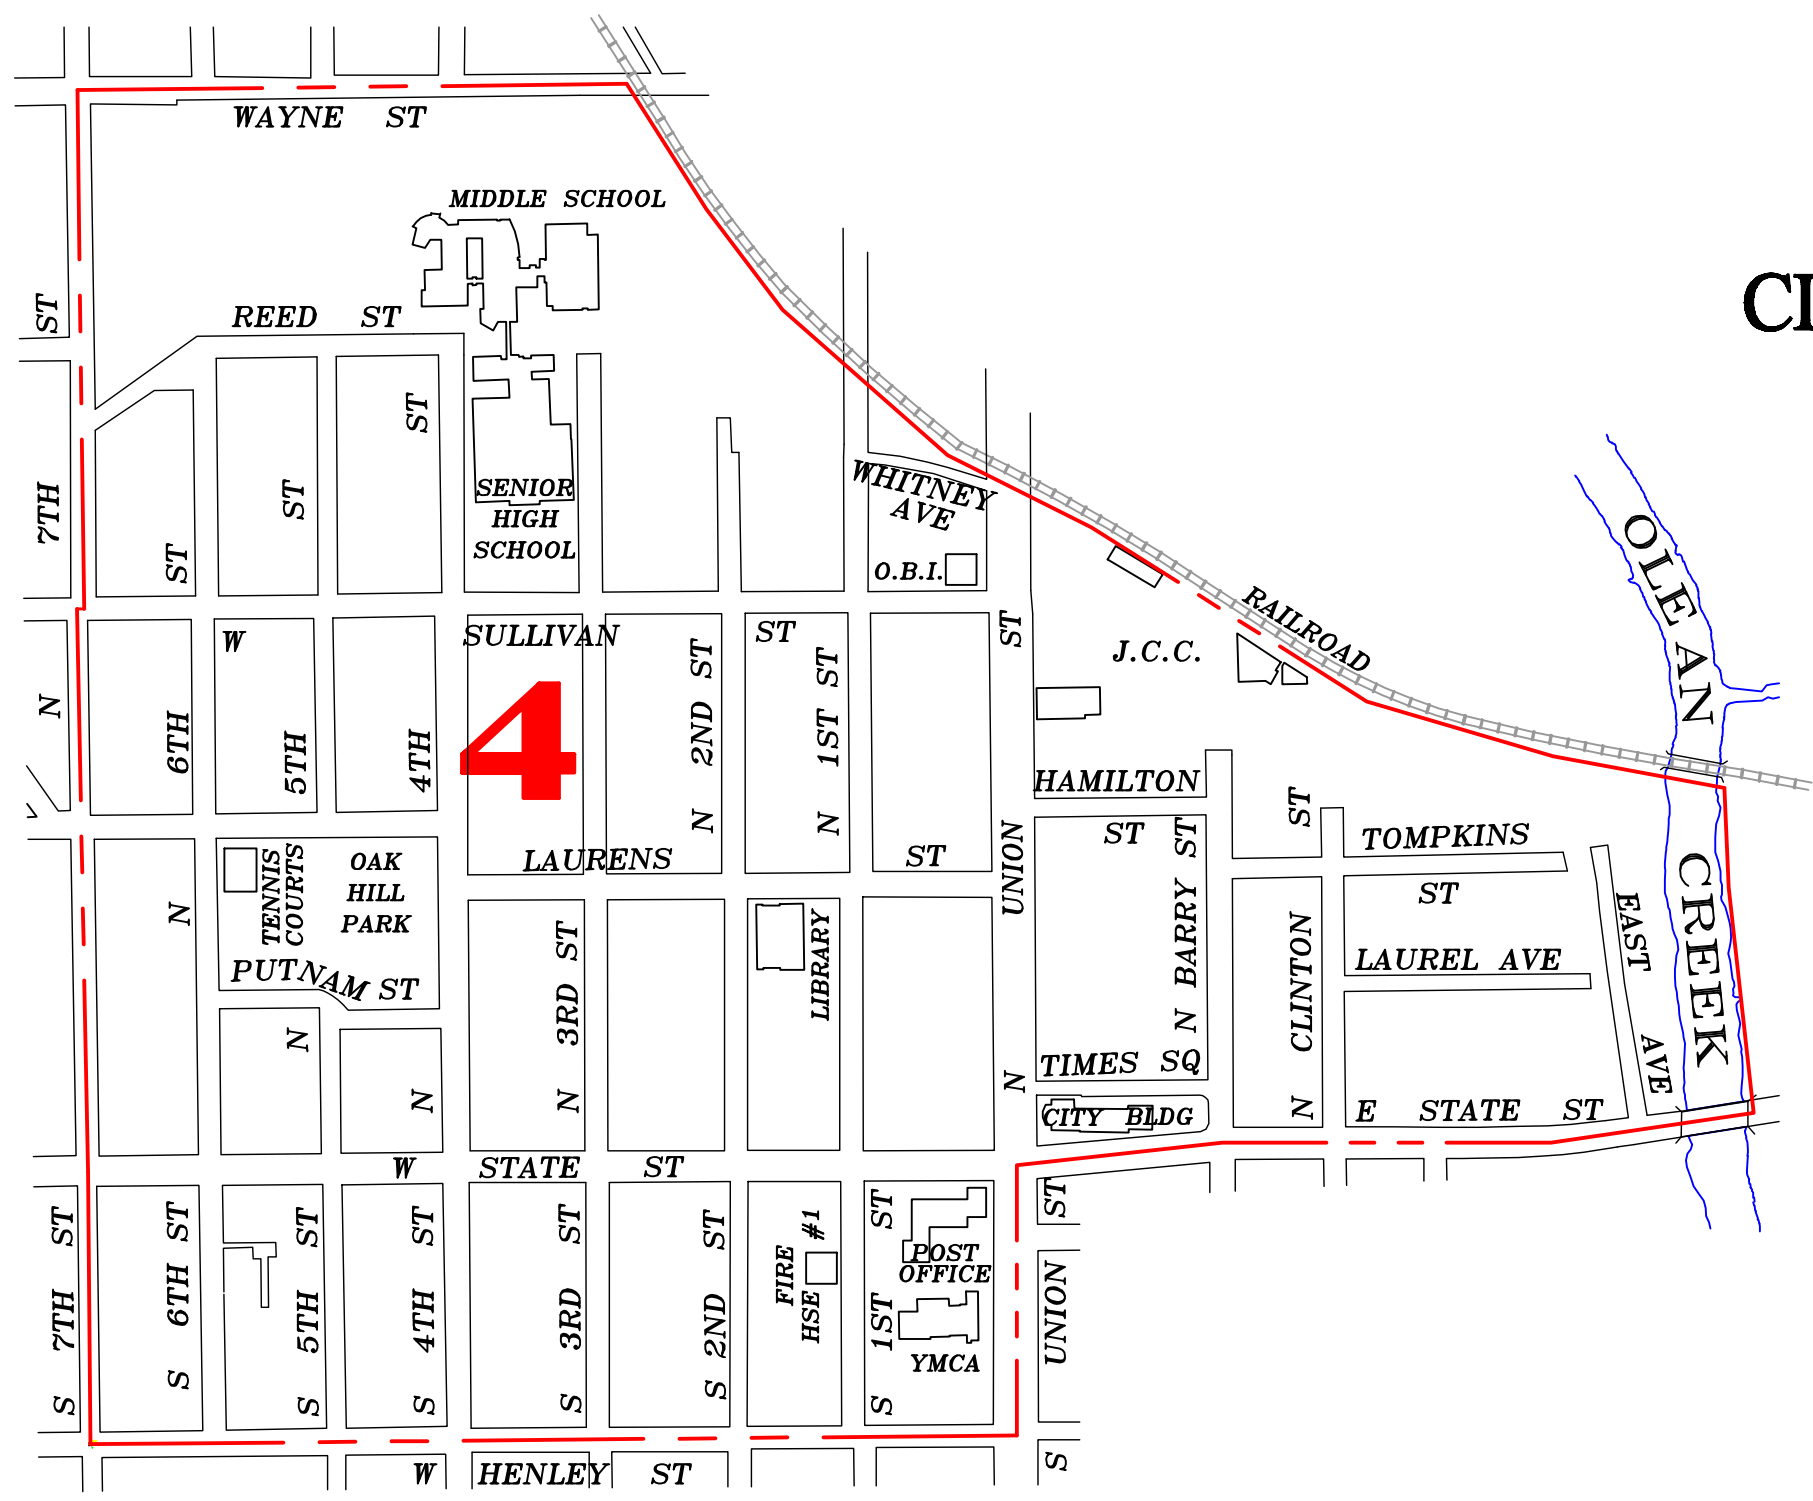 WAYNE ST
MIDDLE SCHOOL
CI
N 7TH ST
REED ST
N 6TH ST
N 5TH ST
N 4TH ST
SENIOR
HIGH
SCHOOL
WHITNEY
AVE
O.B.I.
W SULLIVAN ST
4
N 3RD ST
N 2ND ST
N 1ST ST
N UNION ST
J.C.C.
RAILROAD
OLEAN CREEK
HAMILTON ST
TOMPKINS ST
LAURENS ST
TENNIS
COURTS
OAK
HILL
PARK
PUTNAM ST
LIBRARY
N BARRY ST
N CLINTON ST
LAUREL AVE
EAST AVE
TIMES SQ
CITY BLDG
E STATE ST
W STATE ST
S 7TH ST
S 6TH ST
S 5TH ST
S 4TH ST
S 3RD ST
S 2ND ST
FIRE
HSE #1
S 1ST ST
POST
OFFICE
YMCA
S UNION ST
W HENLEY ST